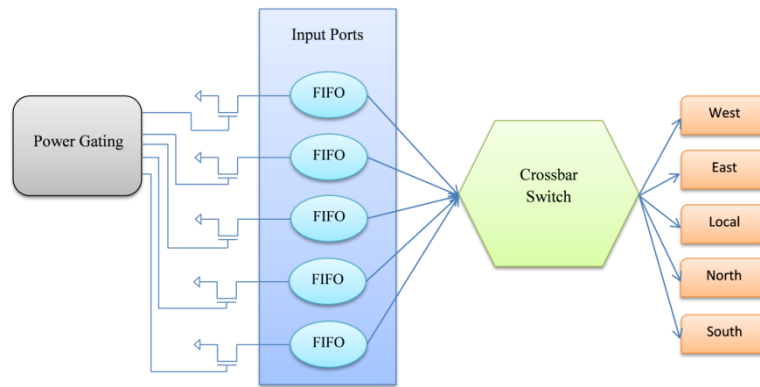 Input Ports
Power Gating
FIFO
FIFO
FIFO
FIFO
FIFO
Crossbar
Switch
West
East
Local
North
South